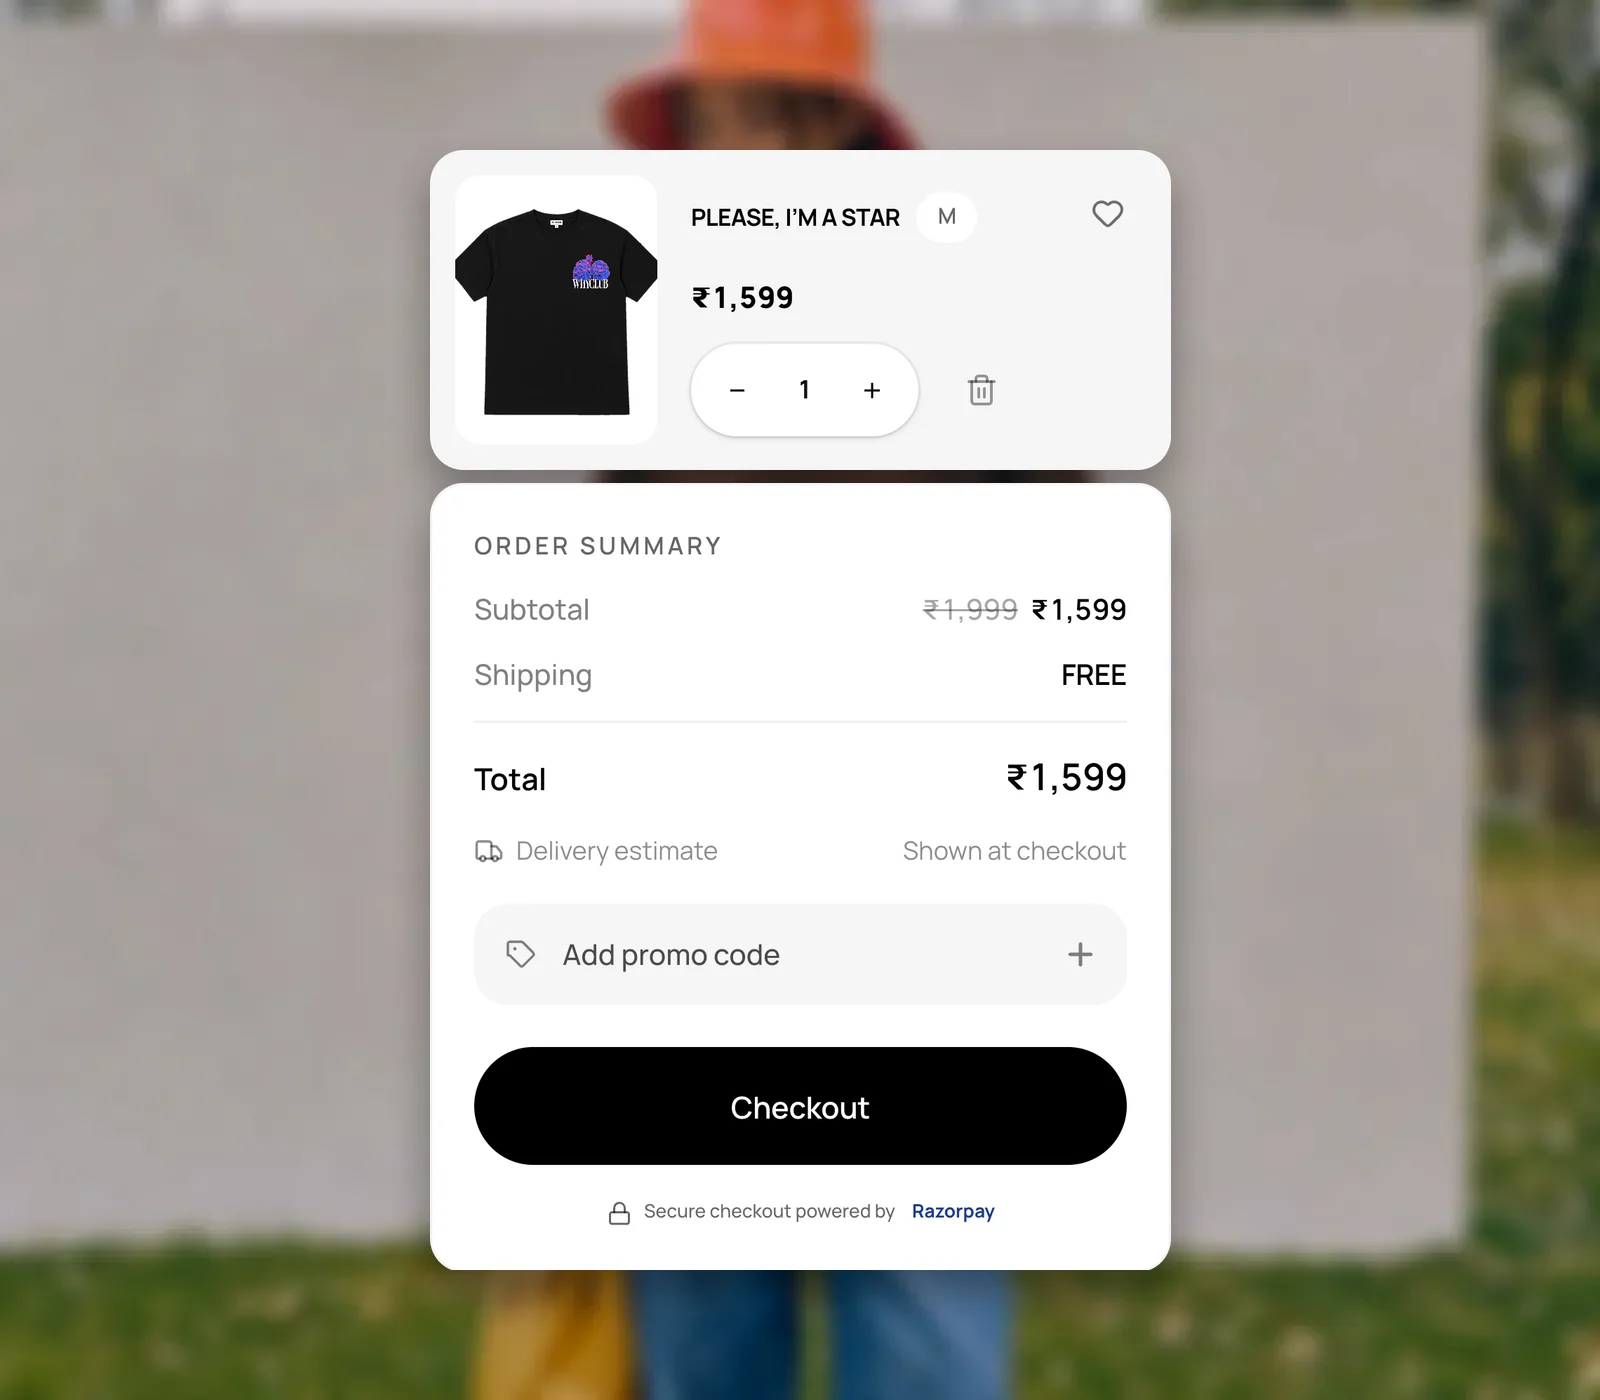 PLEASE, I'M A STAR M
₹1,599
− 1 +
WINCLUB
ORDER SUMMARY
Subtotal ₹1,999 ₹1,599
Shipping FREE
Total ₹1,599
Delivery estimate Shown at checkout
Add promo code +
Checkout
Secure checkout powered by Razorpay